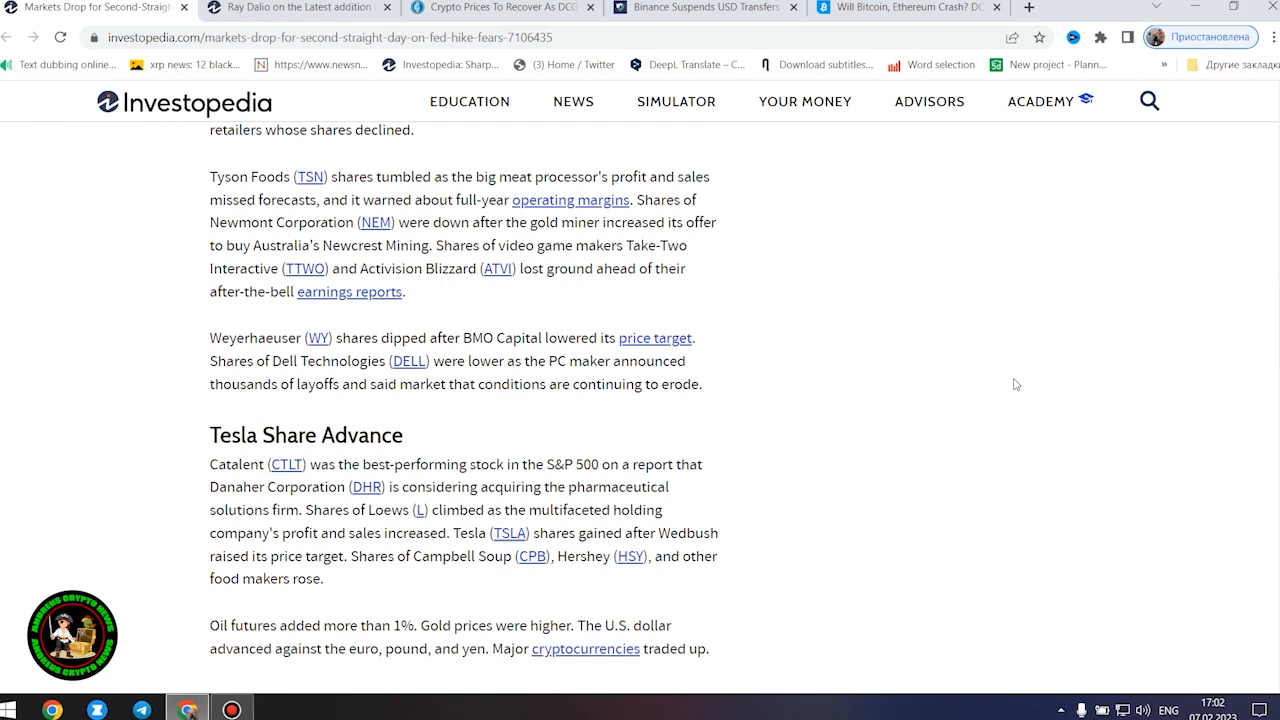 Markets Drop for Second-Straigh
Ray Dalio on the Latest addition
Crypto Prices To Recover As DCG
Binance Suspends USD Transfers
Will Bitcoin, Ethereum Crash? DC
investopedia.com/markets-drop-for-second-straight-day-on-fed-hike-fears-7106435
Приостановлена
Text dubbing online...
xrp news: 12 black...
https://www.newsn...
Investopedia: Sharp...
(3) Home / Twitter
DeepL Translate – C...
Download subtitles...
Word selection
New project - Plann...
»
Другие закладки
Investopedia
EDUCATION
NEWS
SIMULATOR
YOUR MONEY
ADVISORS
ACADEMY
retailers whose shares declined.
Tyson Foods (TSN) shares tumbled as the big meat processor's profit and sales
missed forecasts, and it warned about full-year operating margins. Shares of
Newmont Corporation (NEM) were down after the gold miner increased its offer
to buy Australia's Newcrest Mining. Shares of video game makers Take-Two
Interactive (TTWO) and Activision Blizzard (ATVI) lost ground ahead of their
after-the-bell earnings reports.
Weyerhaeuser (WY) shares dipped after BMO Capital lowered its price target.
Shares of Dell Technologies (DELL) were lower as the PC maker announced
thousands of layoffs and said market that conditions are continuing to erode.
Tesla Share Advance
Catalent (CTLT) was the best-performing stock in the S&P 500 on a report that
Danaher Corporation (DHR) is considering acquiring the pharmaceutical
solutions firm. Shares of Loews (L) climbed as the multifaceted holding
company's profit and sales increased. Tesla (TSLA) shares gained after Wedbush
raised its price target. Shares of Campbell Soup (CPB), Hershey (HSY), and other
food makers rose.
Oil futures added more than 1%. Gold prices were higher. The U.S. dollar
advanced against the euro, pound, and yen. Major cryptocurrencies traded up.
ANDREUS CRYPTO NEWS
ANDREUS CRYPTO NEWS
ENG
17:02
07.02.2023